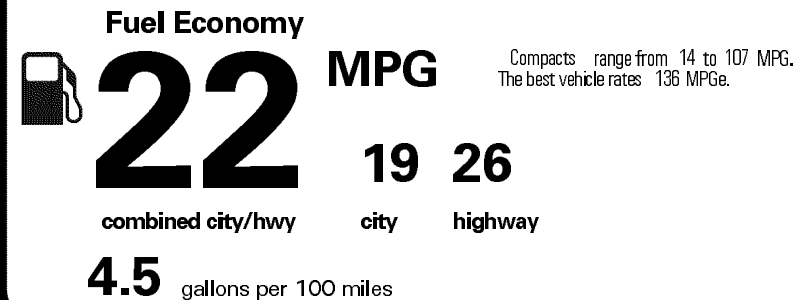 Fuel Economy
22 MPG
Compacts range from 14 to 107 MPG.
The best vehicle rates 136 MPGe.
19 26
combined city/hwy city highway
4.5 gallons per 100 miles